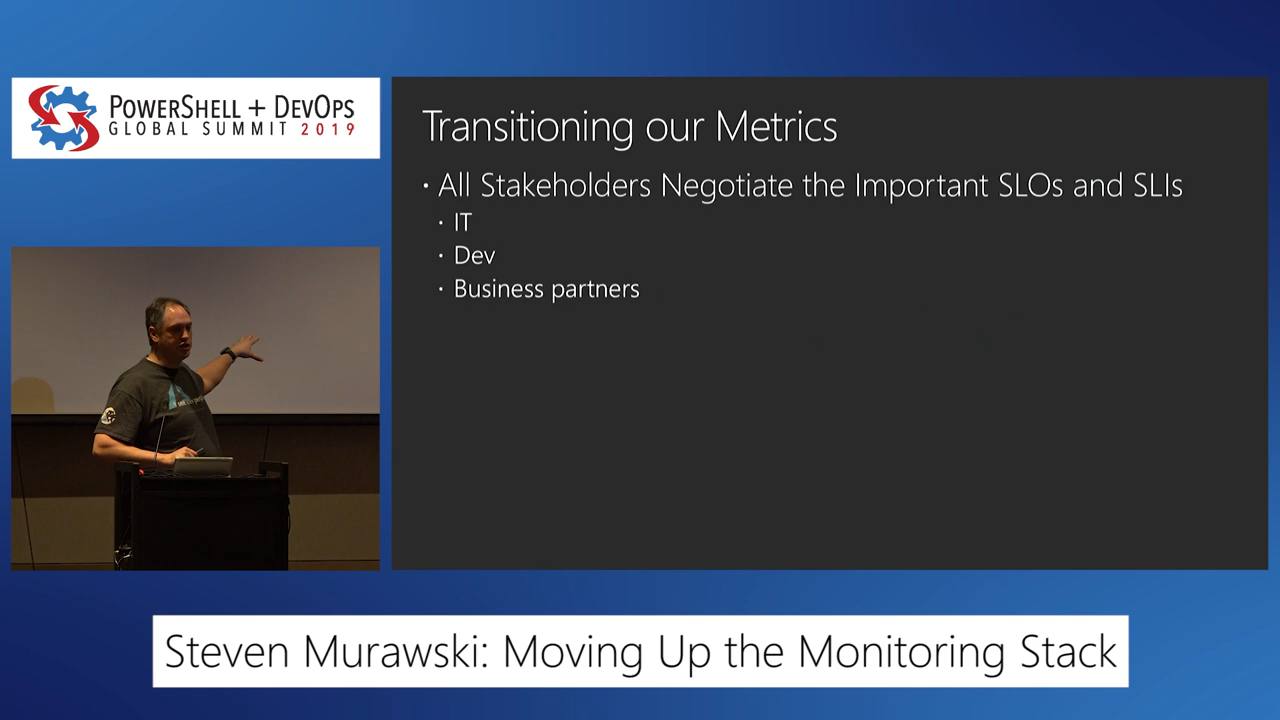 POWERSHELL + DEVOPS
GLOBAL SUMMIT 2019
Transitioning our Metrics
· All Stakeholders Negotiate the Important SLOs and SLIs
· IT
· Dev
· Business partners
Steven Murawski: Moving Up the Monitoring Stack